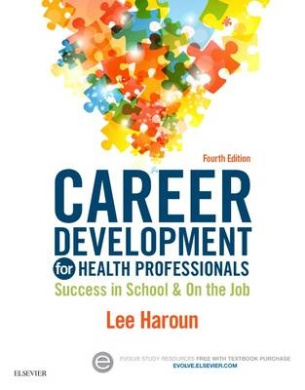 Fourth Edition
CAREER
DEVELOPMENT
for HEALTH PROFESSIONALS
Success in School & On the Job
Lee Haroun
ELSEVIER
e
EVOLVE STUDY RESOURCES FREE WITH TEXTBOOK PURCHASE
EVOLVE.ELSEVIER.COM